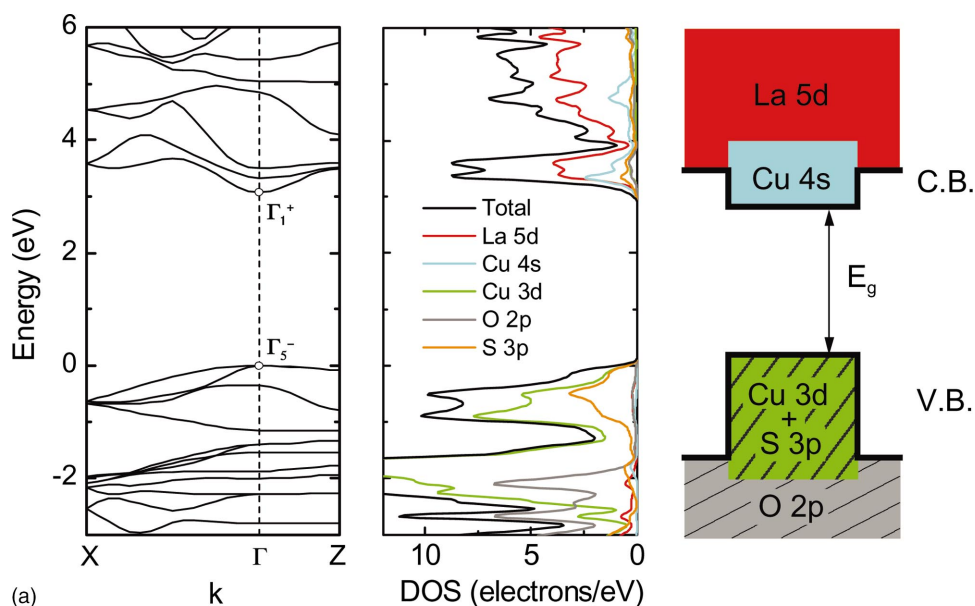 6
4
2
0
-2
Energy (eV)
Γ₁⁺
Γ₅⁻
X
Γ
Z
k
(a)
Total
La 5d
Cu 4s
Cu 3d
O 2p
S 3p
10
5
0
DOS (electrons/eV)
La 5d
Cu 4s
C.B.
E_g
Cu 3d
+
S 3p
V.B.
O 2p